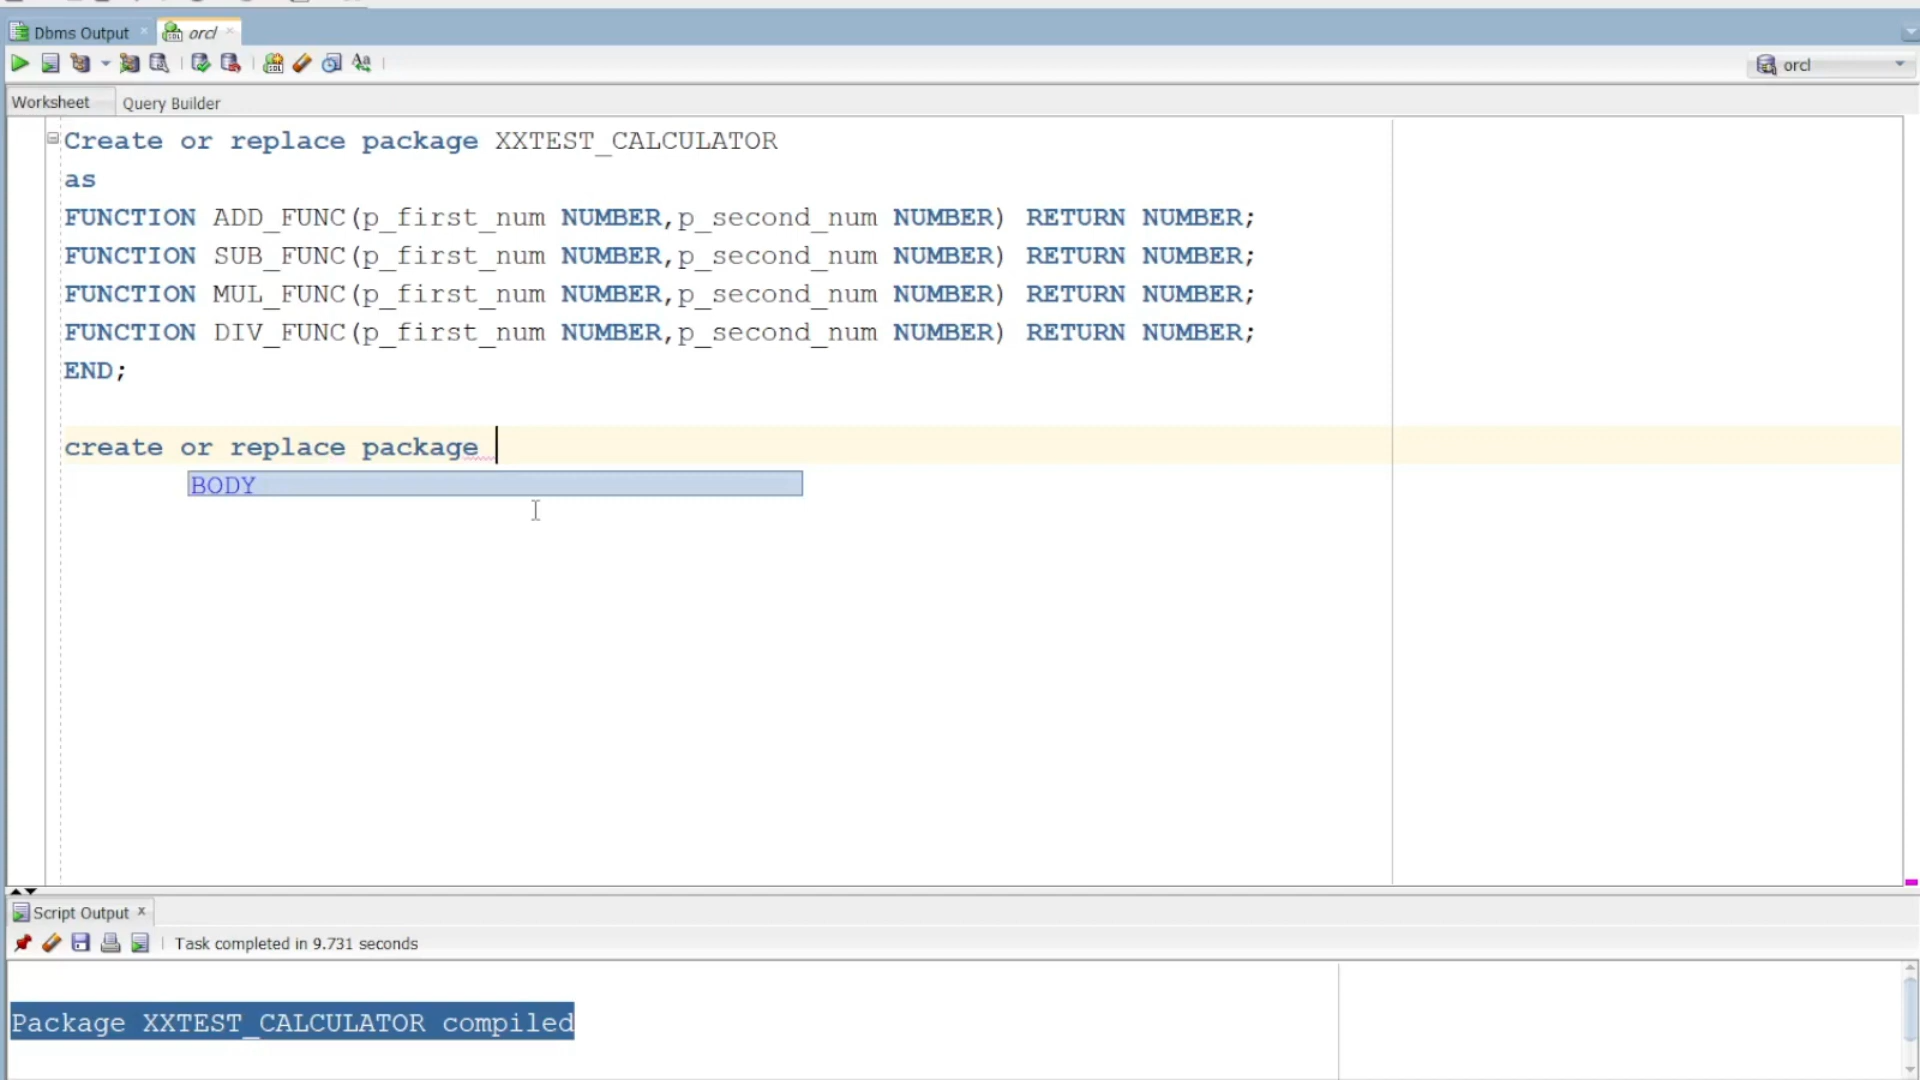 Dbms Output
orcl
orcl
Worksheet
Query Builder
Create or replace package XXTEST_CALCULATOR
as
FUNCTION ADD_FUNC(p_first_num NUMBER,p_second_num NUMBER) RETURN NUMBER;
FUNCTION SUB_FUNC(p_first_num NUMBER,p_second_num NUMBER) RETURN NUMBER;
FUNCTION MUL_FUNC(p_first_num NUMBER,p_second_num NUMBER) RETURN NUMBER;
FUNCTION DIV_FUNC(p_first_num NUMBER,p_second_num NUMBER) RETURN NUMBER;
END;
create or replace package
BODY
Script Output
Task completed in 9.731 seconds
Package XXTEST_CALCULATOR compiled